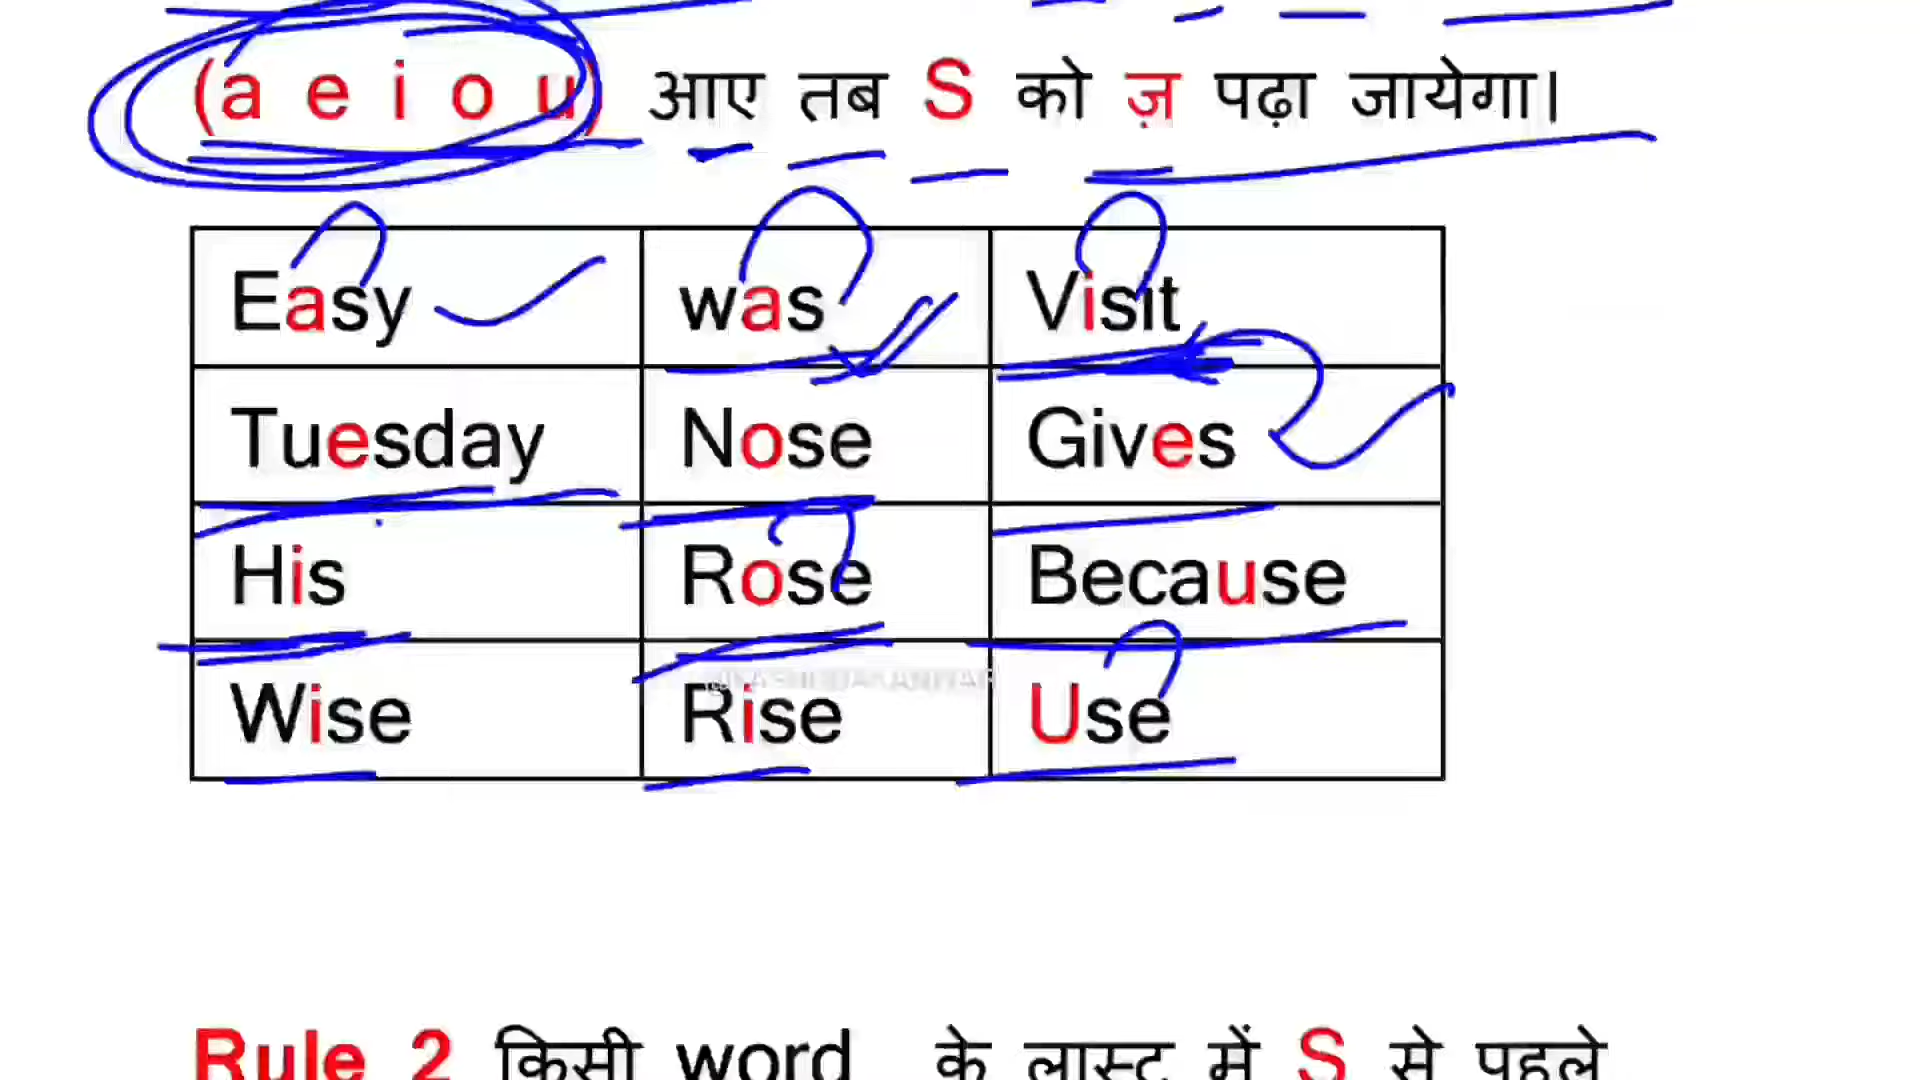 (a e i o u) आए तब S को ज़ पढ़ा जायेगा।
Easy was Visit
Tuesday Nose Gives
His Rose Because
Wise Rise Use
Rule 2 किसी word के लास्ट में S से पहले